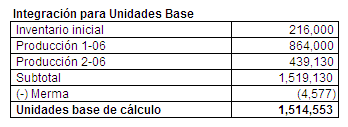 Integración para Unidades Base
Inventario inicial 216,000
Producción 1-06 864,000
Producción 2-06 439,130
Subtotal 1,519,130
(-) Merma (4,577)
Unidades base de cálculo 1,514,553